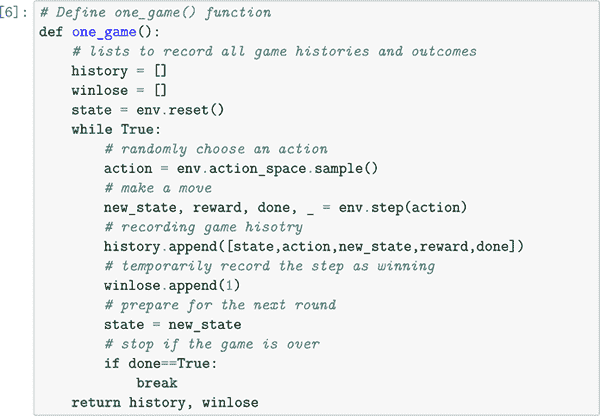 [6]: # Define one_game() function
def one_game():
    # lists to record all game histories and outcomes
    history = []
    winlose = []
    state = env.reset()
    while True:
        # randomly choose an action
        action = env.action_space.sample()
        # make a move
        new_state, reward, done, _ = env.step(action)
        # recording game hisotry
        history.append([state,action,new_state,reward,done])
        # temporarily record the step as winning
        winlose.append(1)
        # prepare for the next round
        state = new_state
        # stop if the game is over
        if done==True:
            break
    return history, winlose